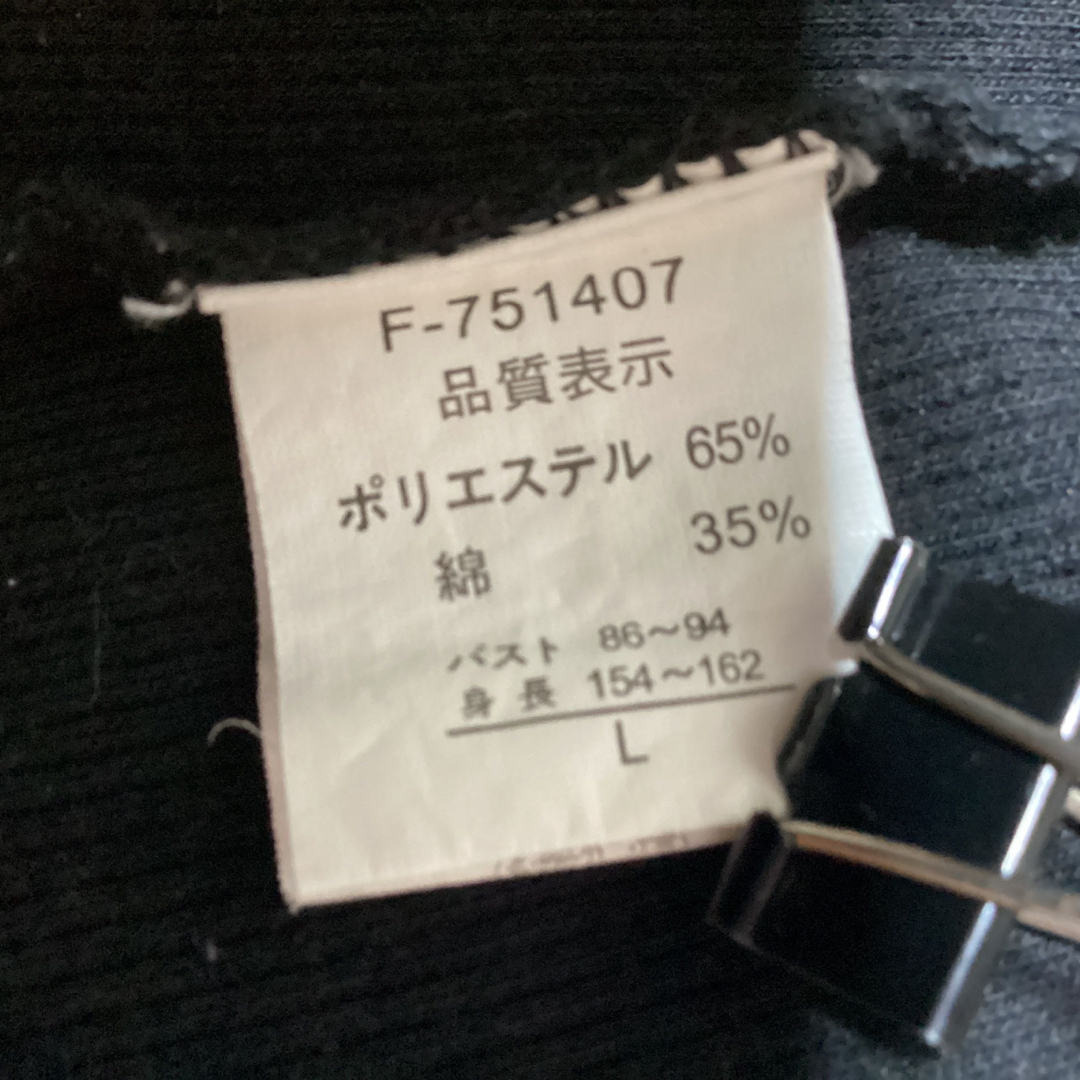 F-751407
品質表示
ポリエステル 65%
綿 35%
バスト 86～94
身長 154～162
L